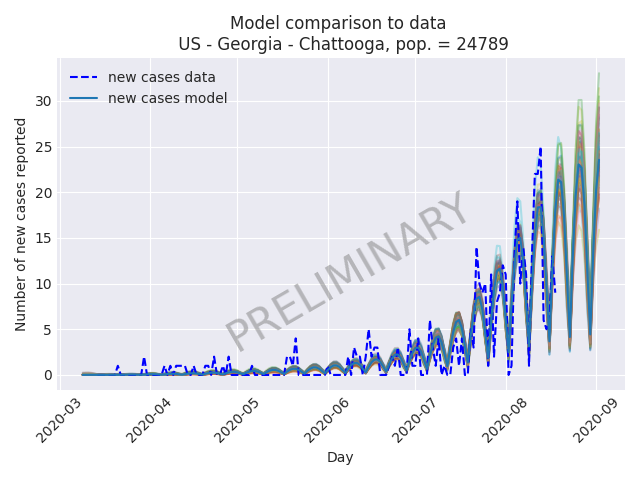 Model comparison to data
US - Georgia - Chattooga, pop. = 24789
new cases data
new cases model
Number of new cases reported
30
25
20
15
10
5
0
PRELIMINARY
2020-03
2020-04
2020-05
2020-06
2020-07
2020-08
2020-09
Day